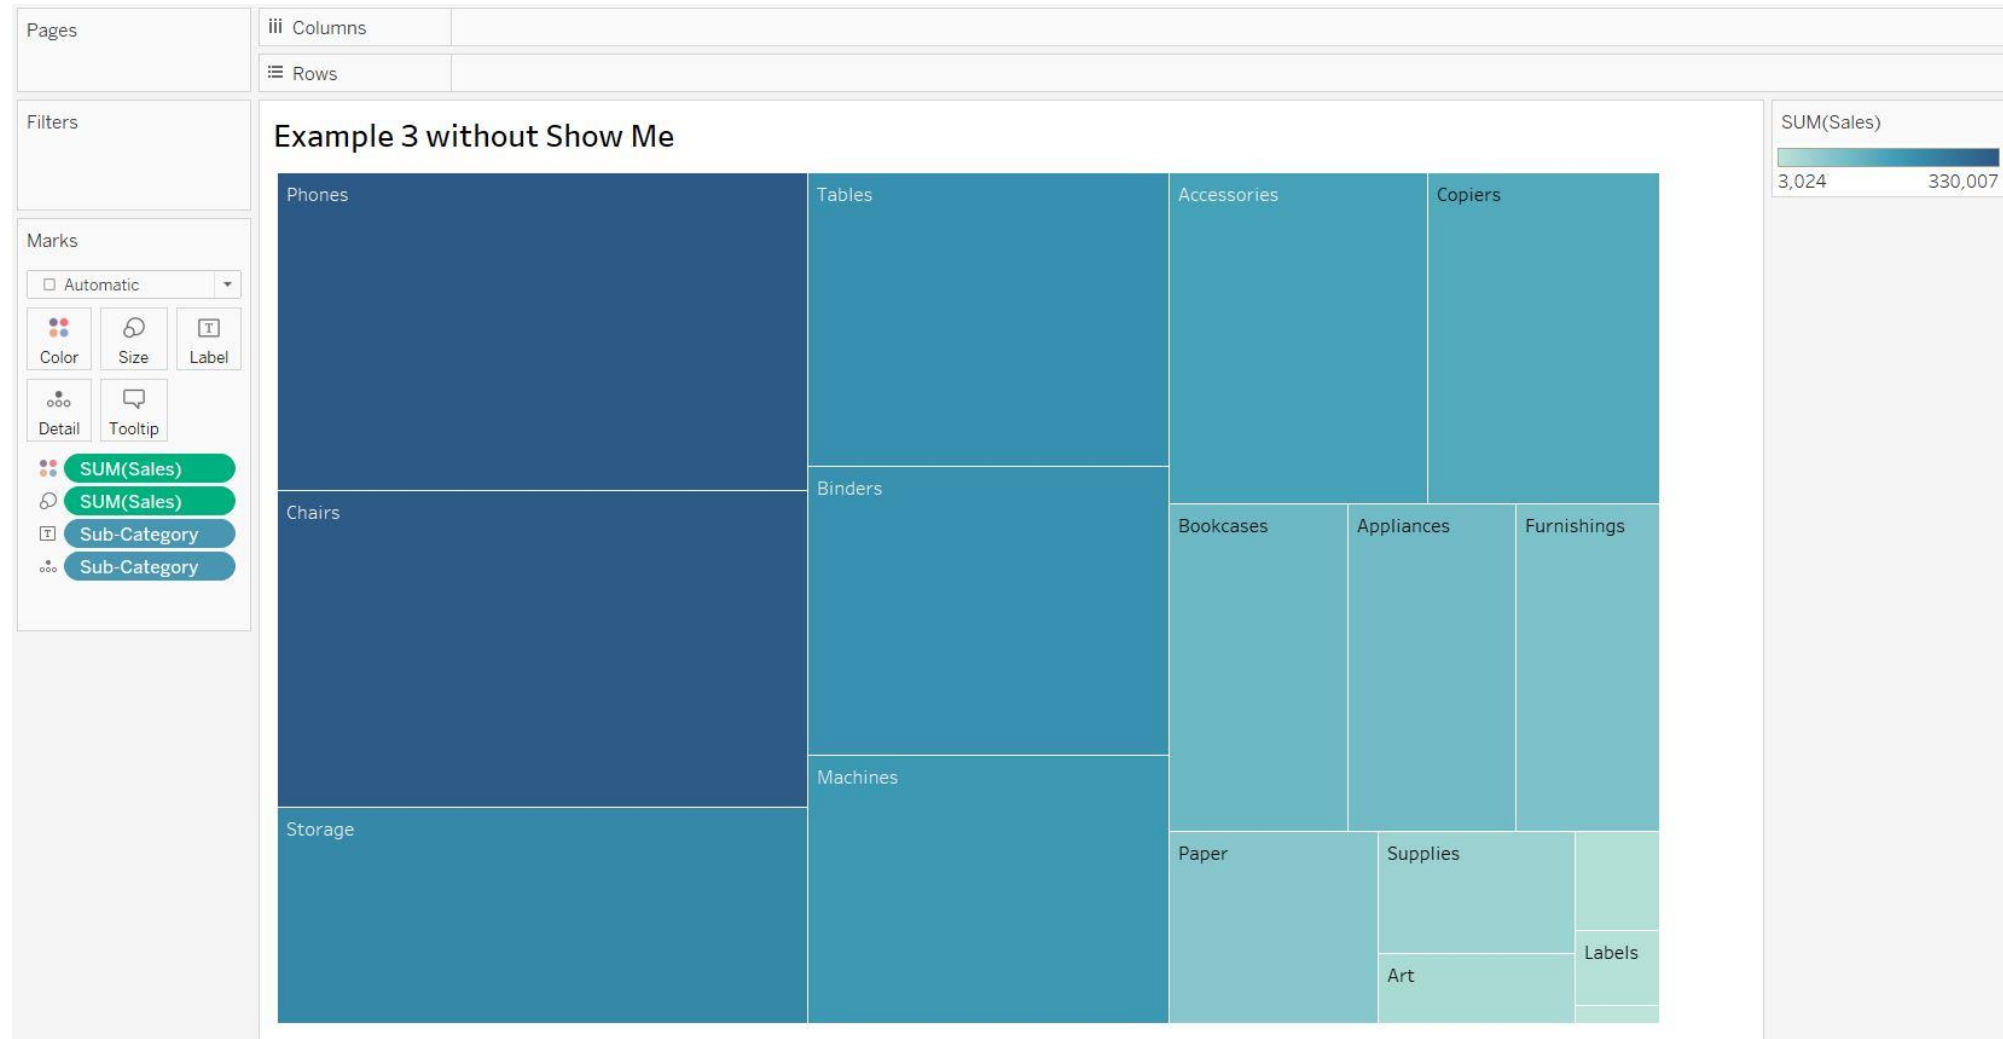 Pages
Columns
Rows
Filters
Marks
Automatic
Color
Size
Label
Detail
Tooltip
SUM(Sales)
SUM(Sales)
Sub-Category
Sub-Category
Example 3 without Show Me
Phones
Chairs
Storage
Tables
Binders
Machines
Accessories
Copiers
Bookcases
Appliances
Furnishings
Paper
Supplies
Art
Labels
SUM(Sales)
3,024 330,007